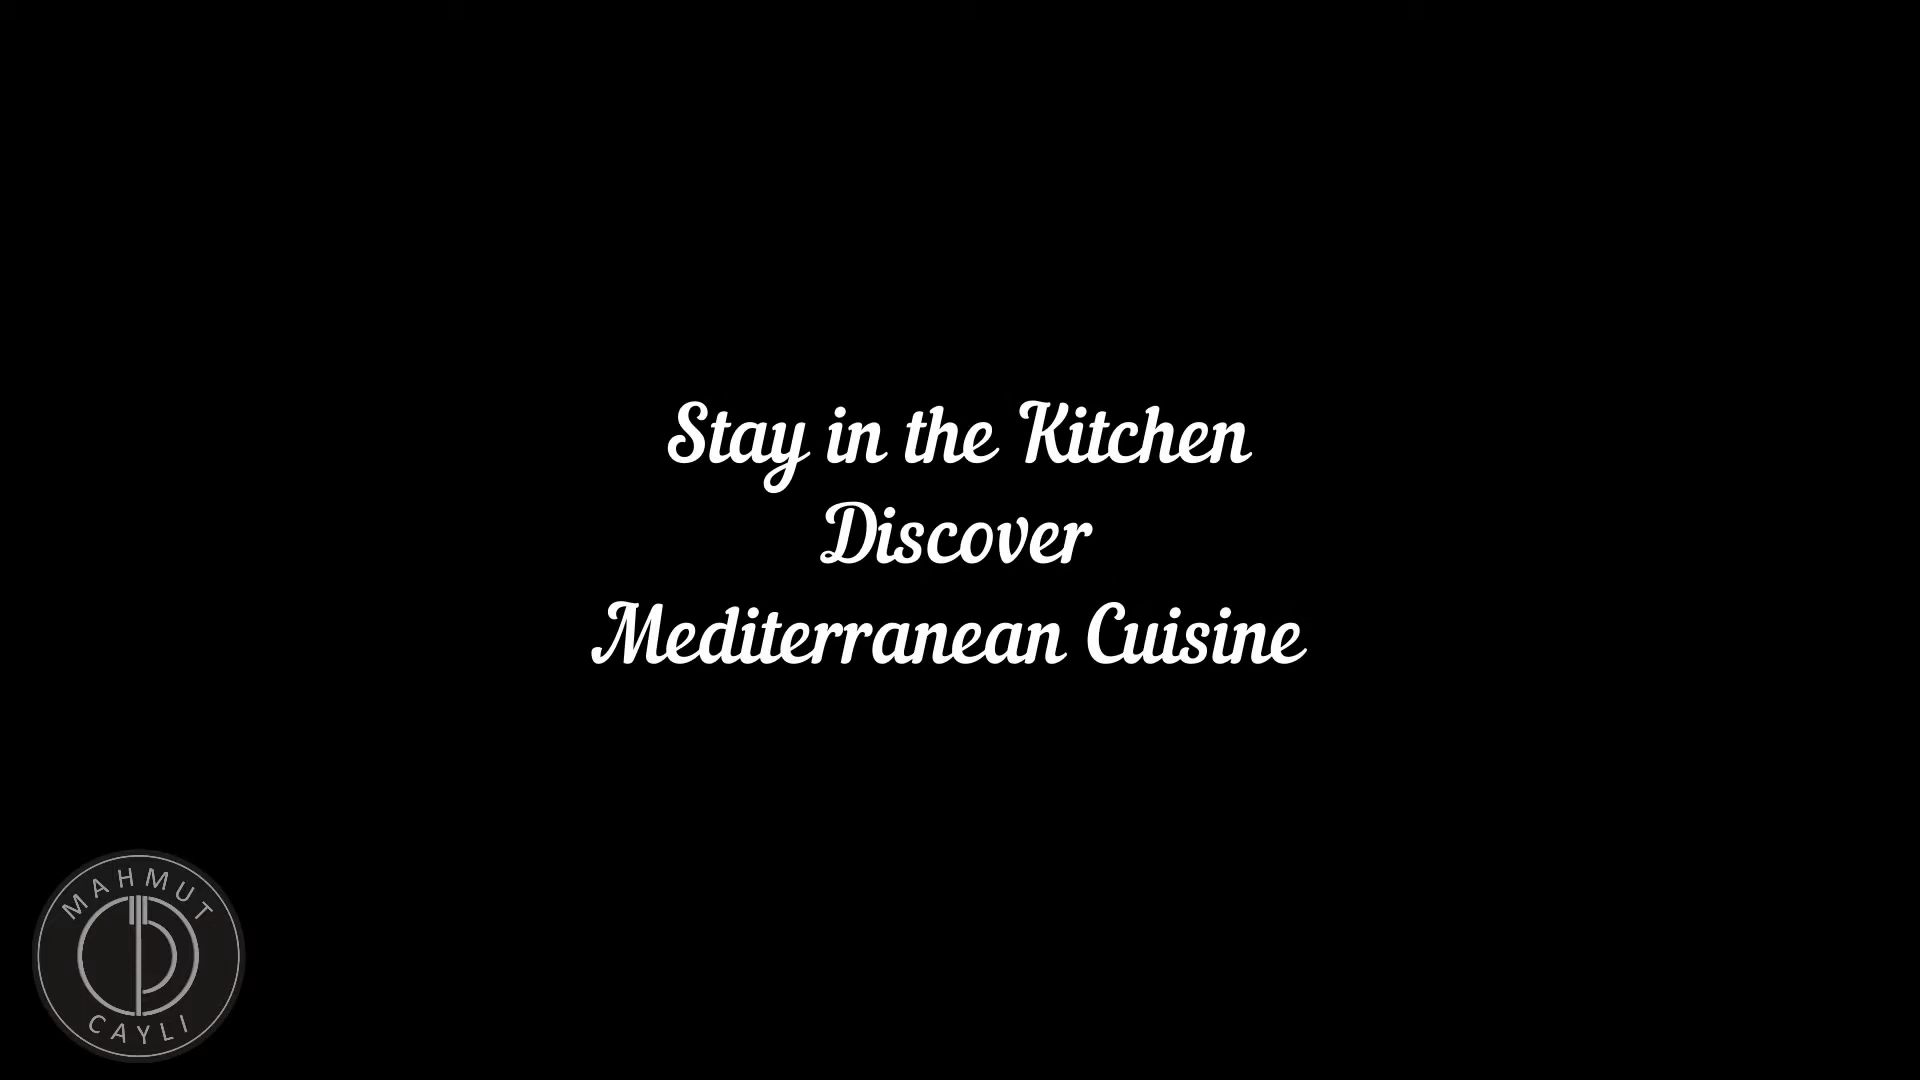 Stay in the Kitchen
Discover
Mediterranean Cuisine
MAHMUT
CAYLI